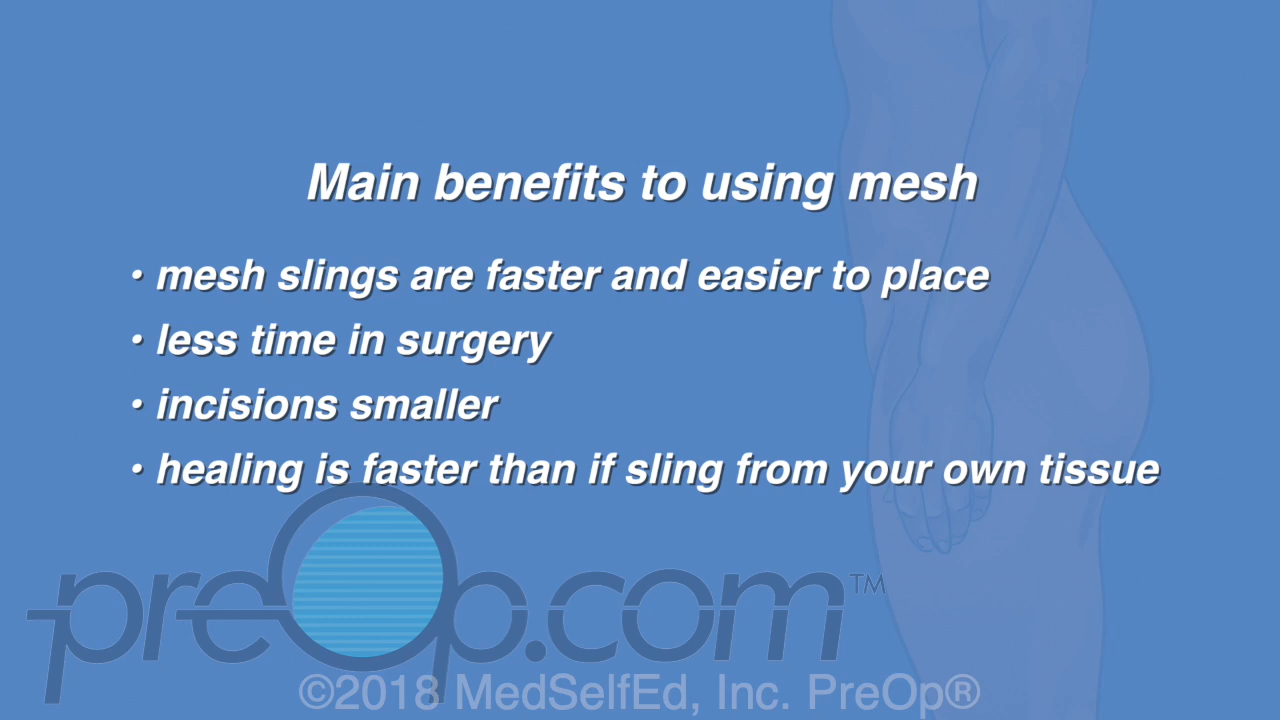 Main benefits to using mesh
• mesh slings are faster and easier to place
• less time in surgery
• incisions smaller
• healing is faster than if sling from your own tissue
preOp.com™
©2018 MedSelfEd, Inc. PreOp®